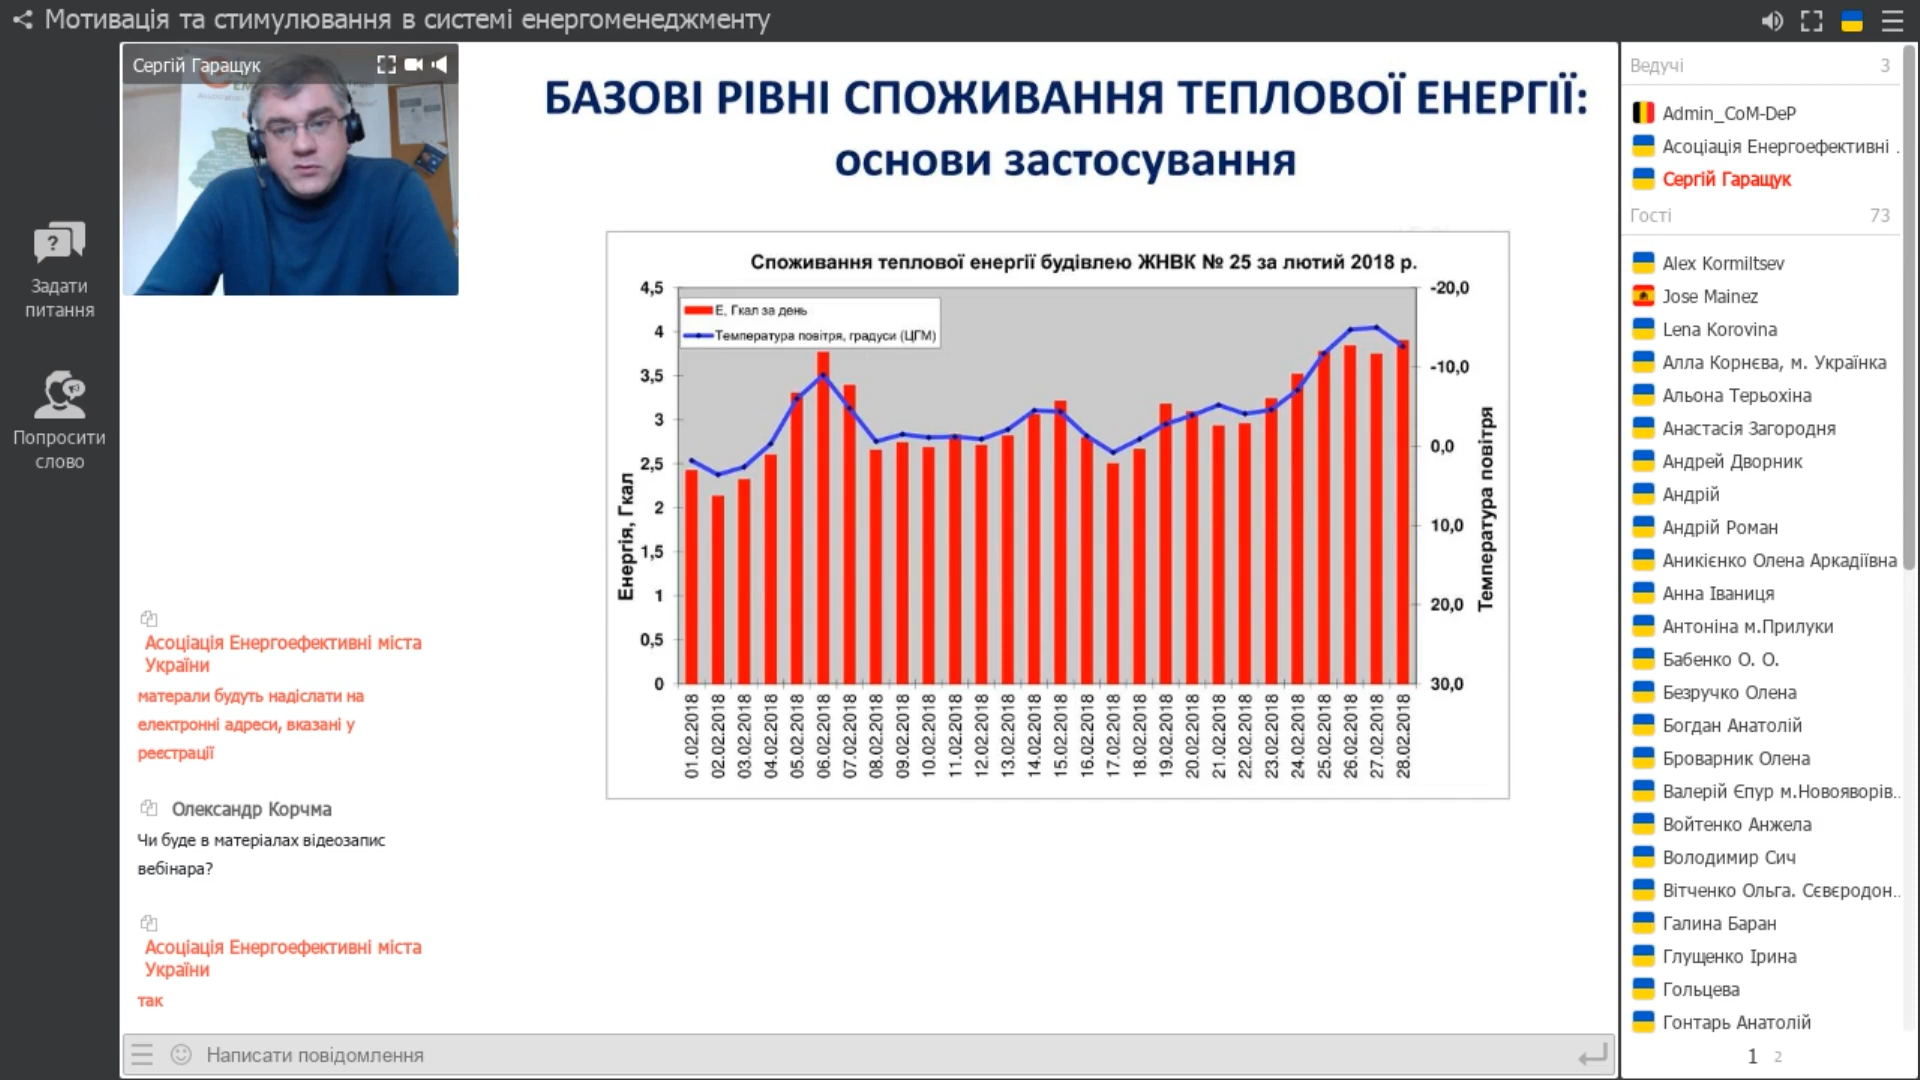 Мотивація та стимулювання в системі енергоменеджменту
Задати
питання
Попросити
слово
Сергій Гаращук
БАЗОВІ РІВНІ СПОЖИВАННЯ ТЕПЛОВОЇ ЕНЕРГІЇ:
основи застосування
Споживання теплової енергії будівлею ЖНВК № 25 за лютий 2018 р.
Е, Гкал за день
Температура повітря, градуси (ЦГМ)
Енергія, Гкал
4,5
4
3,5
3
2,5
2
1,5
1
0,5
0
-20,0
-10,0
0,0
10,0
20,0
30,0
Температура повітря
01.02.2018
02.02.2018
03.02.2018
04.02.2018
05.02.2018
06.02.2018
07.02.2018
08.02.2018
09.02.2018
10.02.2018
11.02.2018
12.02.2018
13.02.2018
14.02.2018
15.02.2018
16.02.2018
17.02.2018
18.02.2018
19.02.2018
20.02.2018
21.02.2018
22.02.2018
23.02.2018
24.02.2018
25.02.2018
26.02.2018
27.02.2018
28.02.2018
Асоціація Енергоефективні міста
України
матерали будуть надіслати на
електронні адреси, вказані у
реєстрації
Олександр Корчма
Чи буде в матеріалах відеозапис
вебінара?
Асоціація Енергоефективні міста
України
так
Написати повідомлення
Ведучі 3
Admin_CoM-DeP
Асоціація Енергоефективні .
Сергій Гаращук
Гості 73
Alex Kormiltsev
Jose Mainez
Lena Korovina
Алла Корнєва, м. Українка
Альона Терьохіна
Анастасія Загородня
Андрей Дворник
Андрій
Андрій Роман
Аникієнко Олена Аркадіївна
Анна Іваниця
Антоніна м.Прилуки
Бабенко О. О.
Безручко Олена
Богдан Анатолій
Броварник Олена
Валерій Єпур м.Новояворів..
Войтенко Анжела
Володимир Сич
Вітченко Ольга. Сєвєродон..
Галина Баран
Глущенко Ірина
Гольцева
Гонтарь Анатолій
1 2